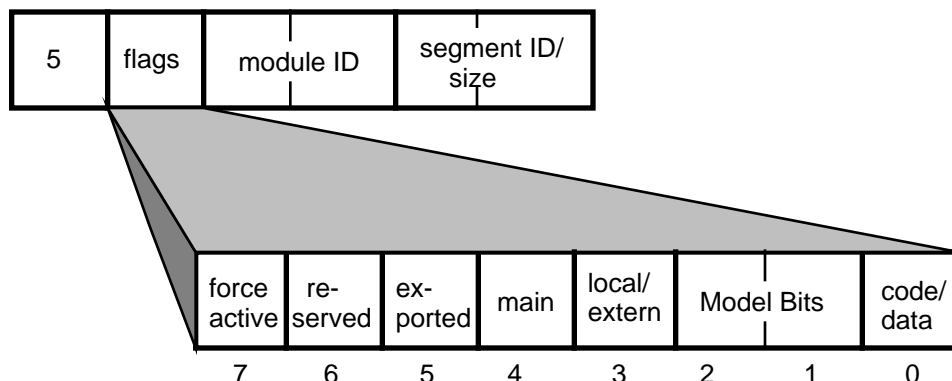 5 flags module ID segment ID/
size
force re- ex- main local/ Model Bits code/
active served ported extern data
7 6 5 4 3 2 1 0